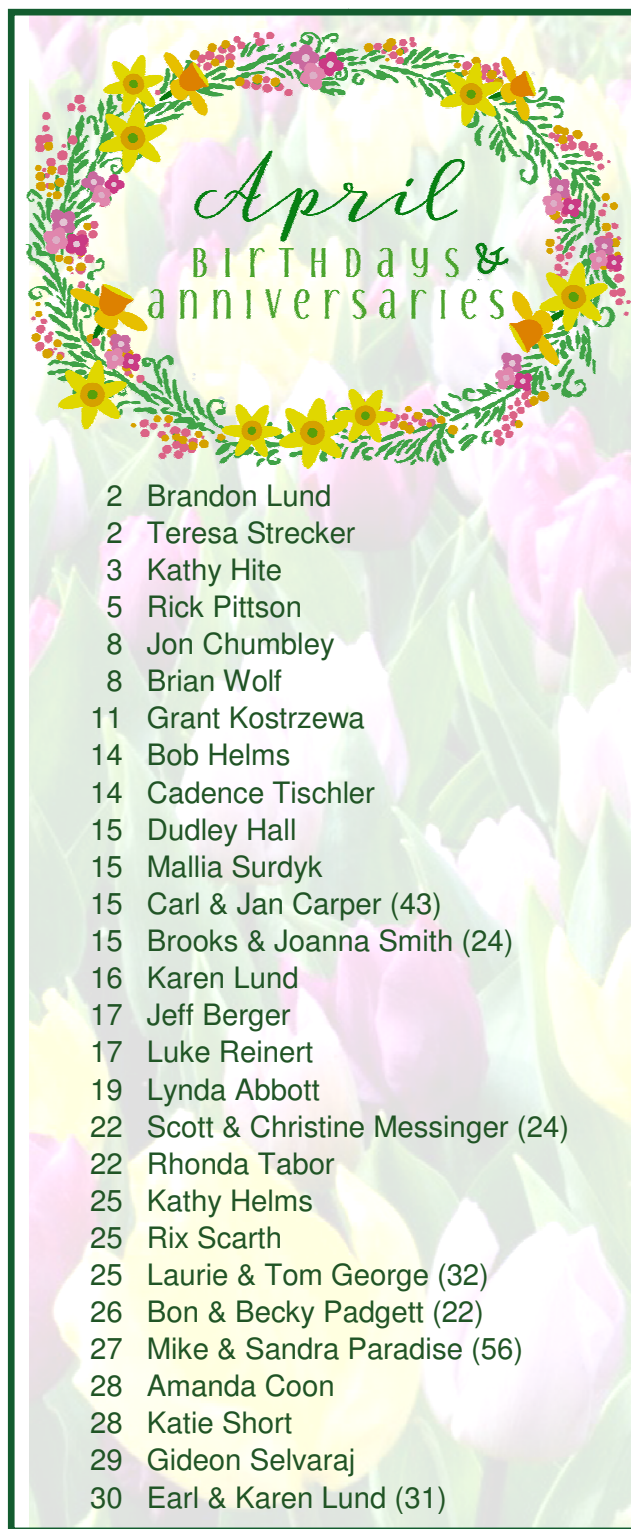 April
BIRTHDAYS &
anniversaries
2 Brandon Lund
2 Teresa Strecker
3 Kathy Hite
5 Rick Pittson
8 Jon Chumbley
8 Brian Wolf
11 Grant Kostrzewa
14 Bob Helms
14 Cadence Tischler
15 Dudley Hall
15 Mallia Surdyk
15 Carl & Jan Carper (43)
15 Brooks & Joanna Smith (24)
16 Karen Lund
17 Jeff Berger
17 Luke Reinert
19 Lynda Abbott
22 Scott & Christine Messinger (24)
22 Rhonda Tabor
25 Kathy Helms
25 Rix Scarth
25 Laurie & Tom George (32)
26 Bon & Becky Padgett (22)
27 Mike & Sandra Paradise (56)
28 Amanda Coon
28 Katie Short
29 Gideon Selvaraj
30 Earl & Karen Lund (31)